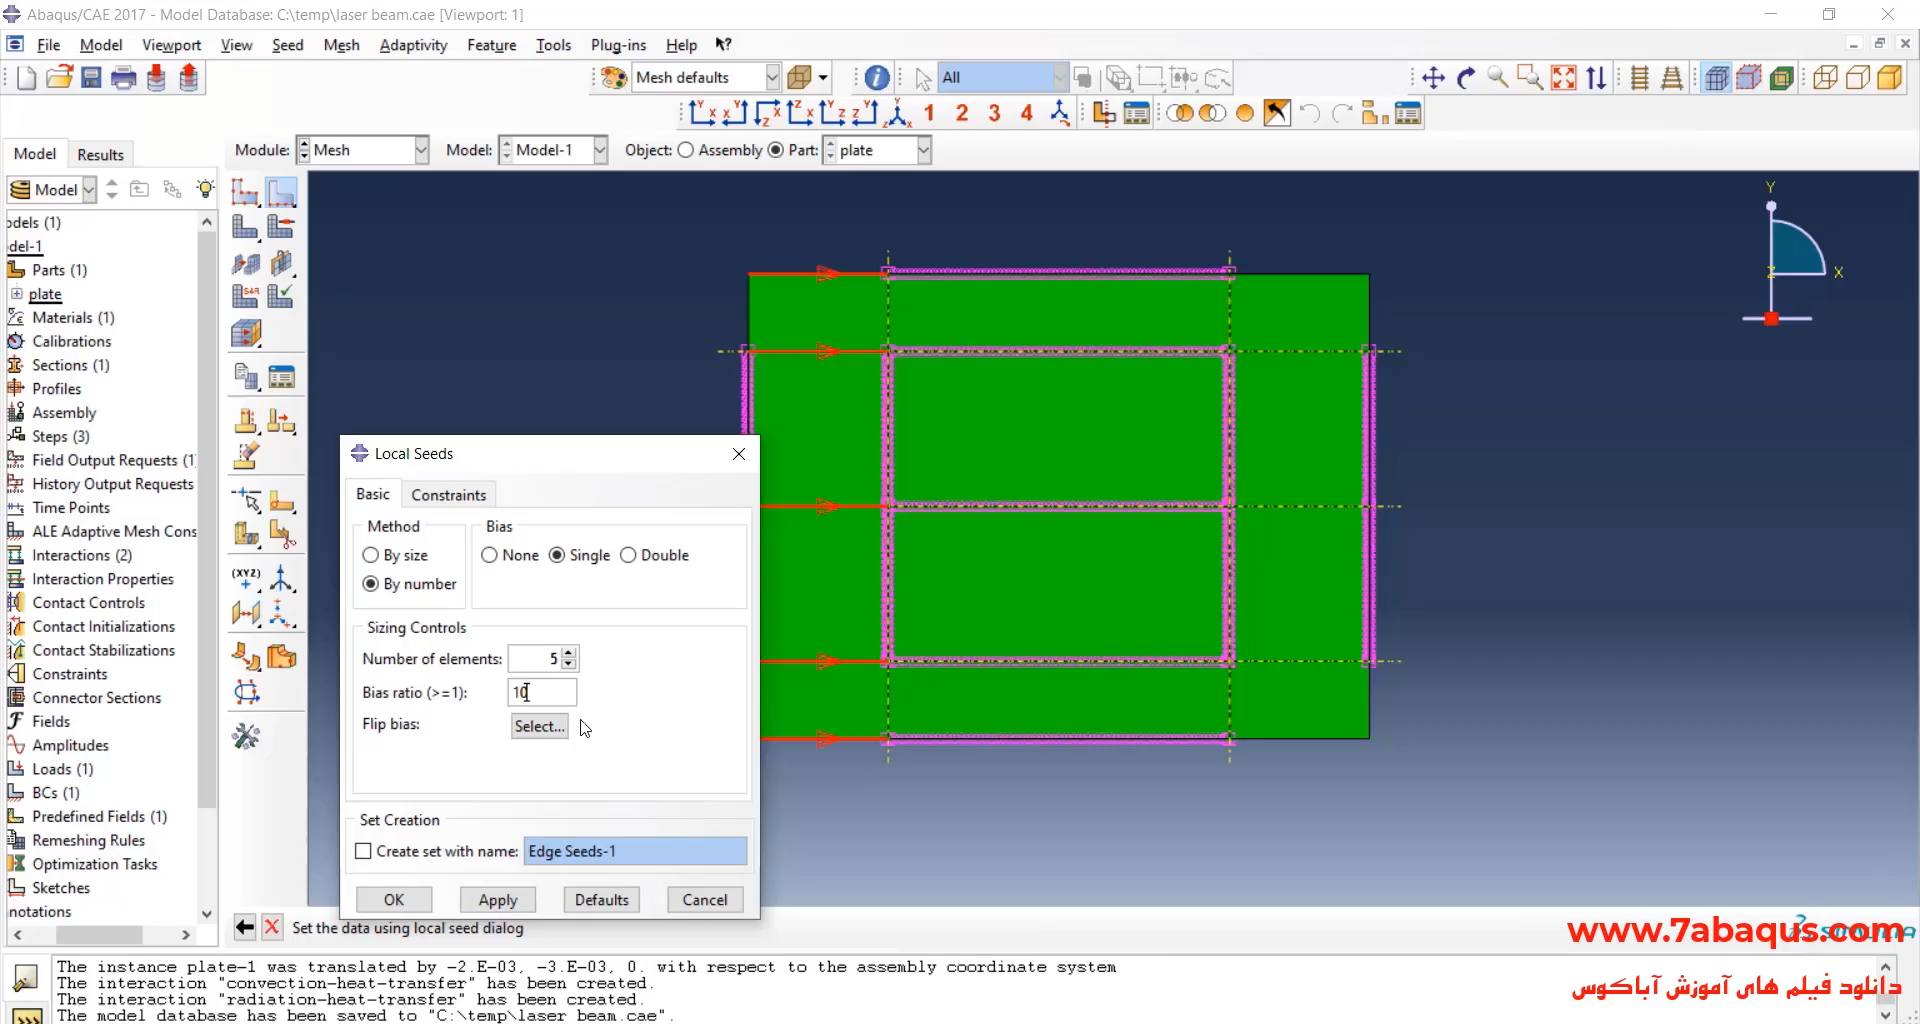 Abaqus/CAE 2017 - Model Database: C:\temp\laser beam.cae [Viewport: 1]
File Model Viewport View Seed Mesh Adaptivity Feature Tools Plug-ins Help
Mesh defaults All
1 2 3 4
Model Results
Module: Mesh Model: Model-1 Object: Assembly Part: plate
Model
odels (1)
del-1
Parts (1)
plate
Materials (1)
Calibrations
Sections (1)
Profiles
Assembly
Steps (3)
Field Output Requests (1)
History Output Requests
Time Points
ALE Adaptive Mesh Cons
Interactions (2)
Interaction Properties
Contact Controls
Contact Initializations
Contact Stabilizations
Constraints
Connector Sections
Fields
Amplitudes
Loads (1)
BCs (1)
Predefined Fields (1)
Remeshing Rules
Optimization Tasks
Sketches
notations
S4R
(XYZ)
Y
Z X
Local Seeds
Basic Constraints
Method Bias
By size None Single Double
By number
Sizing Controls
Number of elements: 5
Bias ratio (>=1): 10
Flip bias: Select...
Set Creation
Create set with name: Edge Seeds-1
OK Apply Defaults Cancel
Set the data using local seed dialog
www.7abaqus.com
دانلود فیلم های آموزش آباکوس
The instance plate-1 was translated by -2.E-03, -3.E-03, 0. with respect to the assembly coordinate system
The interaction "convection-heat-transfer" has been created.
The interaction "radiation-heat-transfer" has been created.
The model database has been saved to "C:\temp\laser beam.cae".